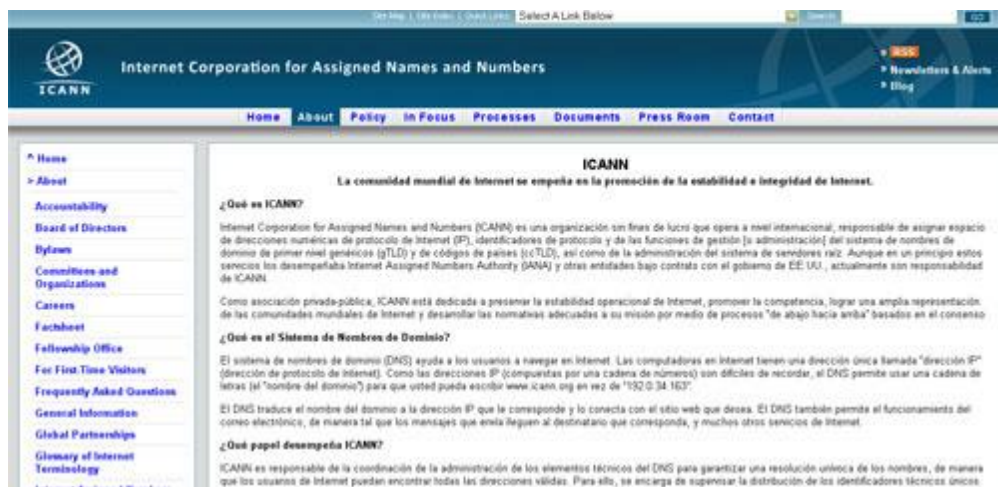 Site Map | Site Index | Quick Links Select A Link Below Search GO
ICANN
Internet Corporation for Assigned Names and Numbers
RSS
Newsletters & Alerts
Blog
Home About Policy In Focus Processes Documents Press Room Contact
^ Home
> About
Accountability
Board of Directors
Bylaws
Committees and
Organizations
Careers
Factsheet
Fellowship Office
For First Time Visitors
Frequently Asked Questions
General Information
Global Partnerships
Glossary of Internet
Terminology
ICANN
La comunidad mundial de Internet se empeña en la promoción de la estabilidad e integridad de Internet.
¿Qué es ICANN?
Internet Corporation for Assigned Names and Numbers (ICANN) es una organización sin fines de lucro que opera a nivel internacional, responsable de asignar espacio
de direcciones numéricas de protocolo de Internet (IP), identificadores de protocolo y de las funciones de gestión [o administración] del sistema de nombres de
dominio de primer nivel genéricos (gTLD) y de códigos de países (ccTLD), así como de la administración del sistema de servidores raíz. Aunque en un principio estos
servicios los desempeñaba Internet Assigned Numbers Authority (IANA) y otras entidades bajo contrato con el gobierno de EE.UU., actualmente son responsabilidad
de ICANN.
Como asociación privada-pública, ICANN está dedicada a preservar la estabilidad operacional de Internet, promover la competencia, lograr una amplia representación
de las comunidades mundiales de Internet y desarrollar las normativas adecuadas a su misión por medio de procesos "de abajo hacia arriba" basados en el consenso
¿Qué es el Sistema de Nombres de Dominio?
El sistema de nombres de dominio (DNS) ayuda a los usuarios a navegar en Internet. Las computadoras en Internet tienen una dirección única llamada "dirección IP"
(dirección de protocolo de Internet). Como las direcciones IP (compuestas por una cadena de números) son difíciles de recordar, el DNS permite usar una cadena de
letras (el "nombre del dominio") para que usted pueda escribir www.icann.org en vez de "192.0.34.163".
El DNS traduce el nombre del dominio a la dirección IP que le corresponde y lo conecta con el sitio web que desea. El DNS también permite el funcionamiento del
correo electrónico, de manera tal que los mensajes que envía lleguen al destinatario que corresponda, y muchos otros servicios de Internet.
¿Qué papel desempeña ICANN?
ICANN es responsable de la coordinación de la administración de los elementos técnicos del DNS para garantizar una resolución unívoca de los nombres, de manera
que los usuarios de Internet puedan encontrar todas las direcciones válidas. Para ello, se encarga de supervisar la distribución de los identificadores técnicos únicos